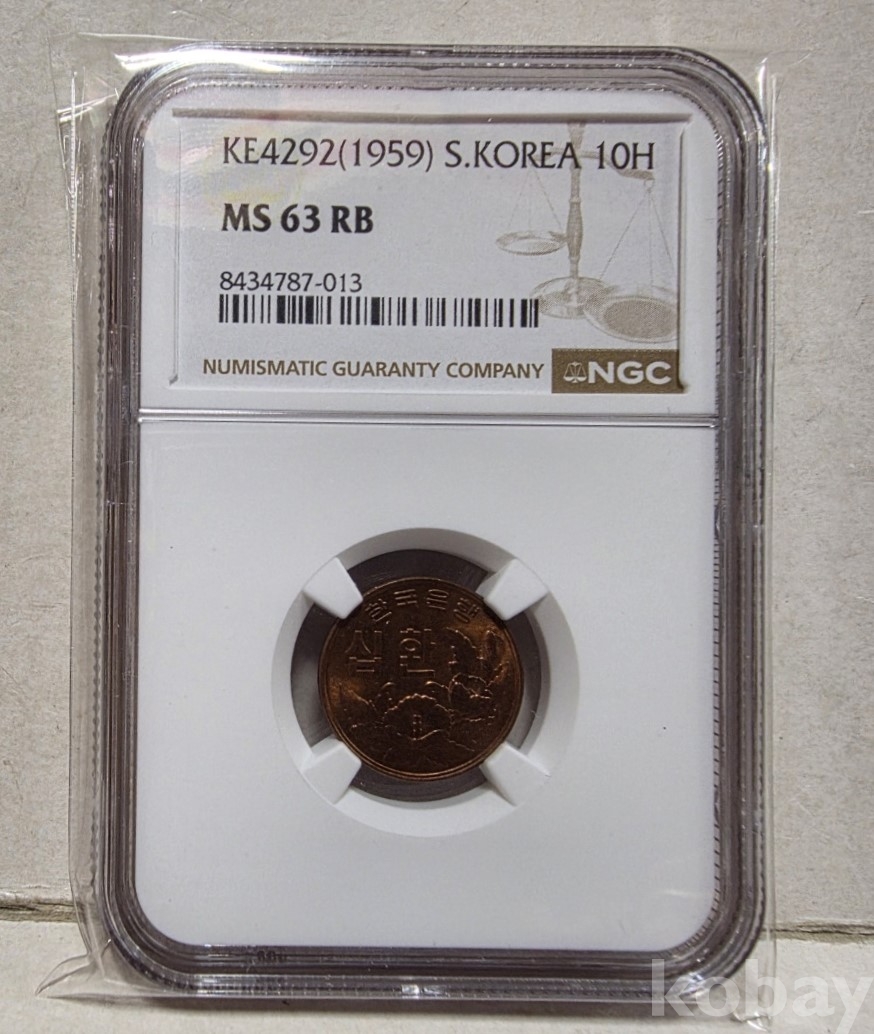 KE4292(1959) S.KOREA 10H
MS 63 RB
8434787-013
NUMISMATIC GUARANTY COMPANY NGC
한국은행
십환
kobay